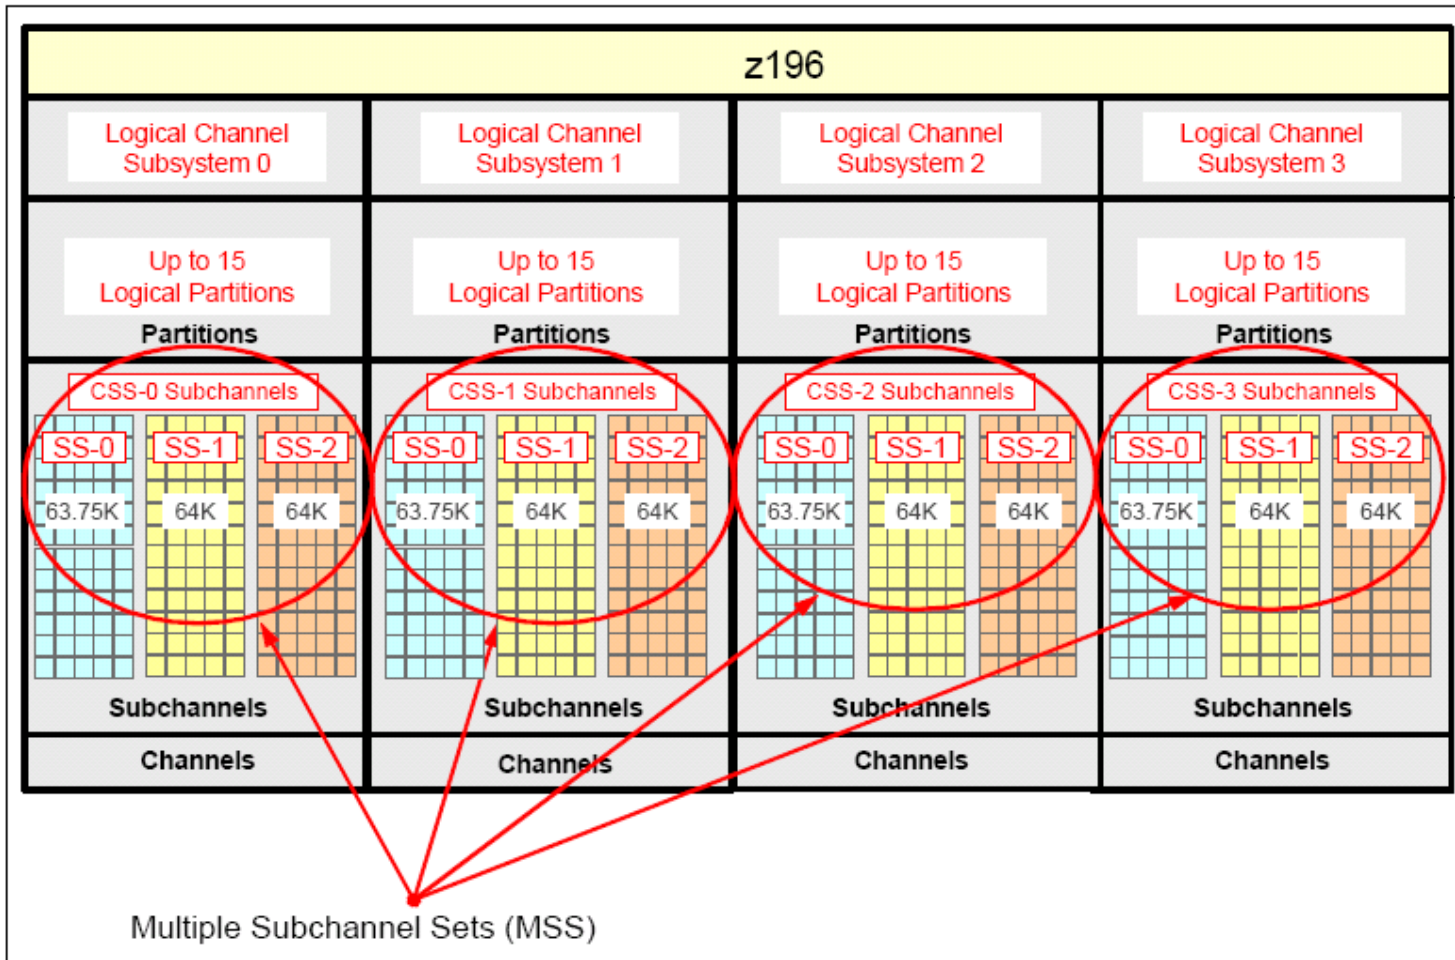 z196
Logical Channel
Subsystem 0
Logical Channel
Subsystem 1
Logical Channel
Subsystem 2
Logical Channel
Subsystem 3
Up to 15
Logical Partitions
Up to 15
Logical Partitions
Up to 15
Logical Partitions
Up to 15
Logical Partitions
Partitions
Partitions
Partitions
Partitions
CSS-0 Subchannels
CSS-1 Subchannels
CSS-2 Subchannels
CSS-3 Subchannels
SS-0 SS-1 SS-2
SS-0 SS-1 SS-2
SS-0 SS-1 SS-2
SS-0 SS-1 SS-2
63.75K 64K 64K
63.75K 64K 64K
63.75K 64K 64K
63.75K 64K 64K
Subchannels
Subchannels
Subchannels
Subchannels
Channels
Channels
Channels
Channels
Multiple Subchannel Sets (MSS)